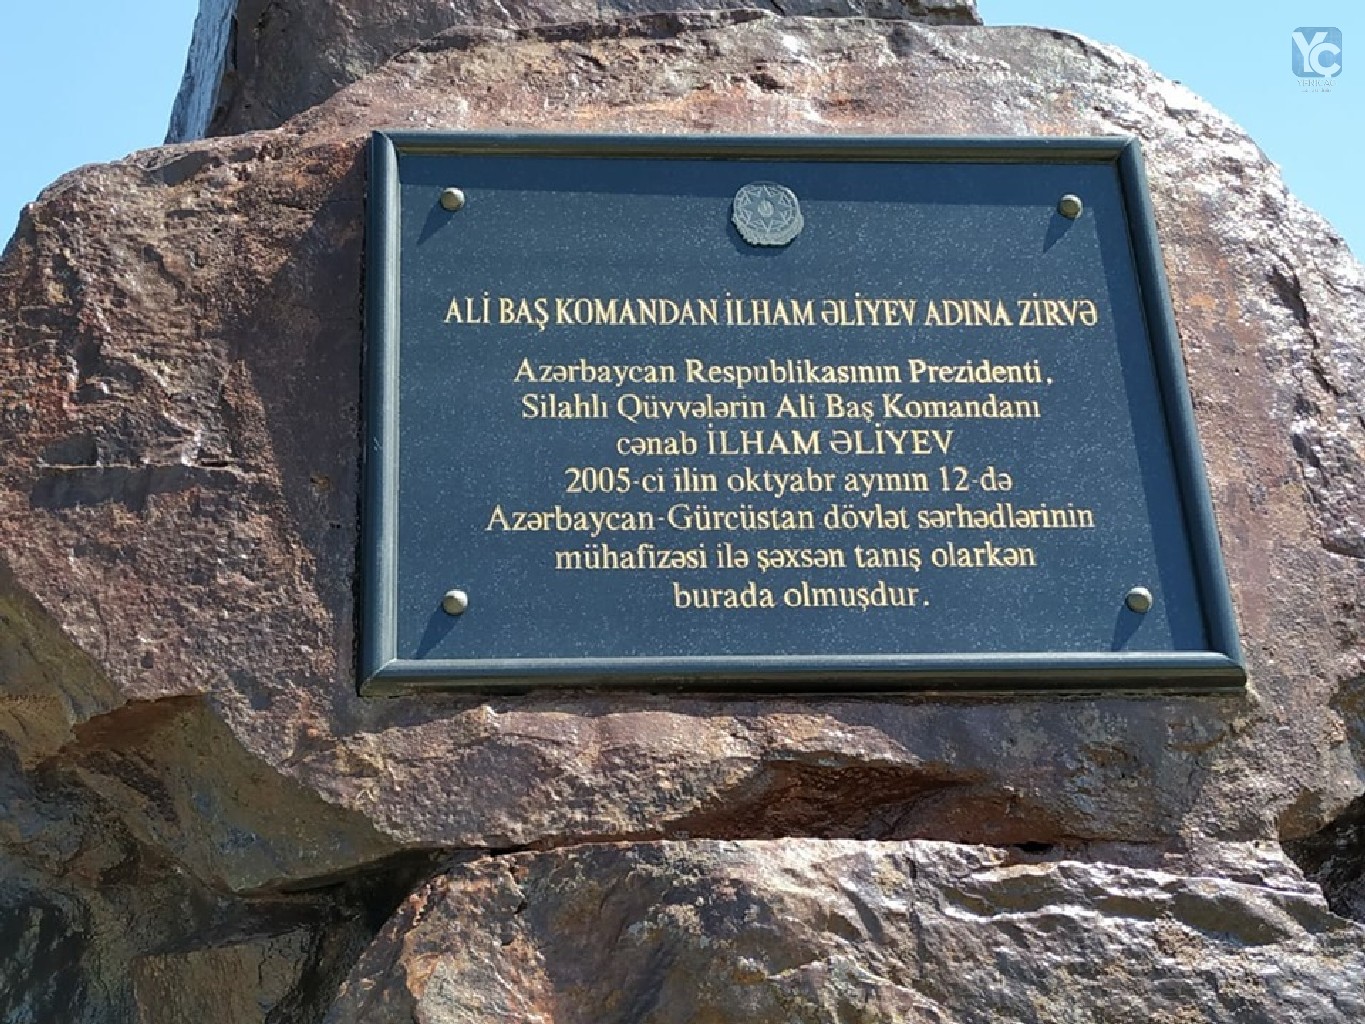 YÇ
ALİ BAŞ KOMANDAN İLHAM ƏLİYEV ADINA ZİRVƏ
Azərbaycan Respublikasının Prezidenti,
Silahlı Qüvvələrin Ali Baş Komandanı
cənab İLHAM ƏLİYEV
2005-ci ilin oktyabr ayının 12-də
Azərbaycan-Gürcüstan dövlət sərhədlərinin
mühafizəsi ilə şəxsən tanış olarkən
burada olmuşdur.